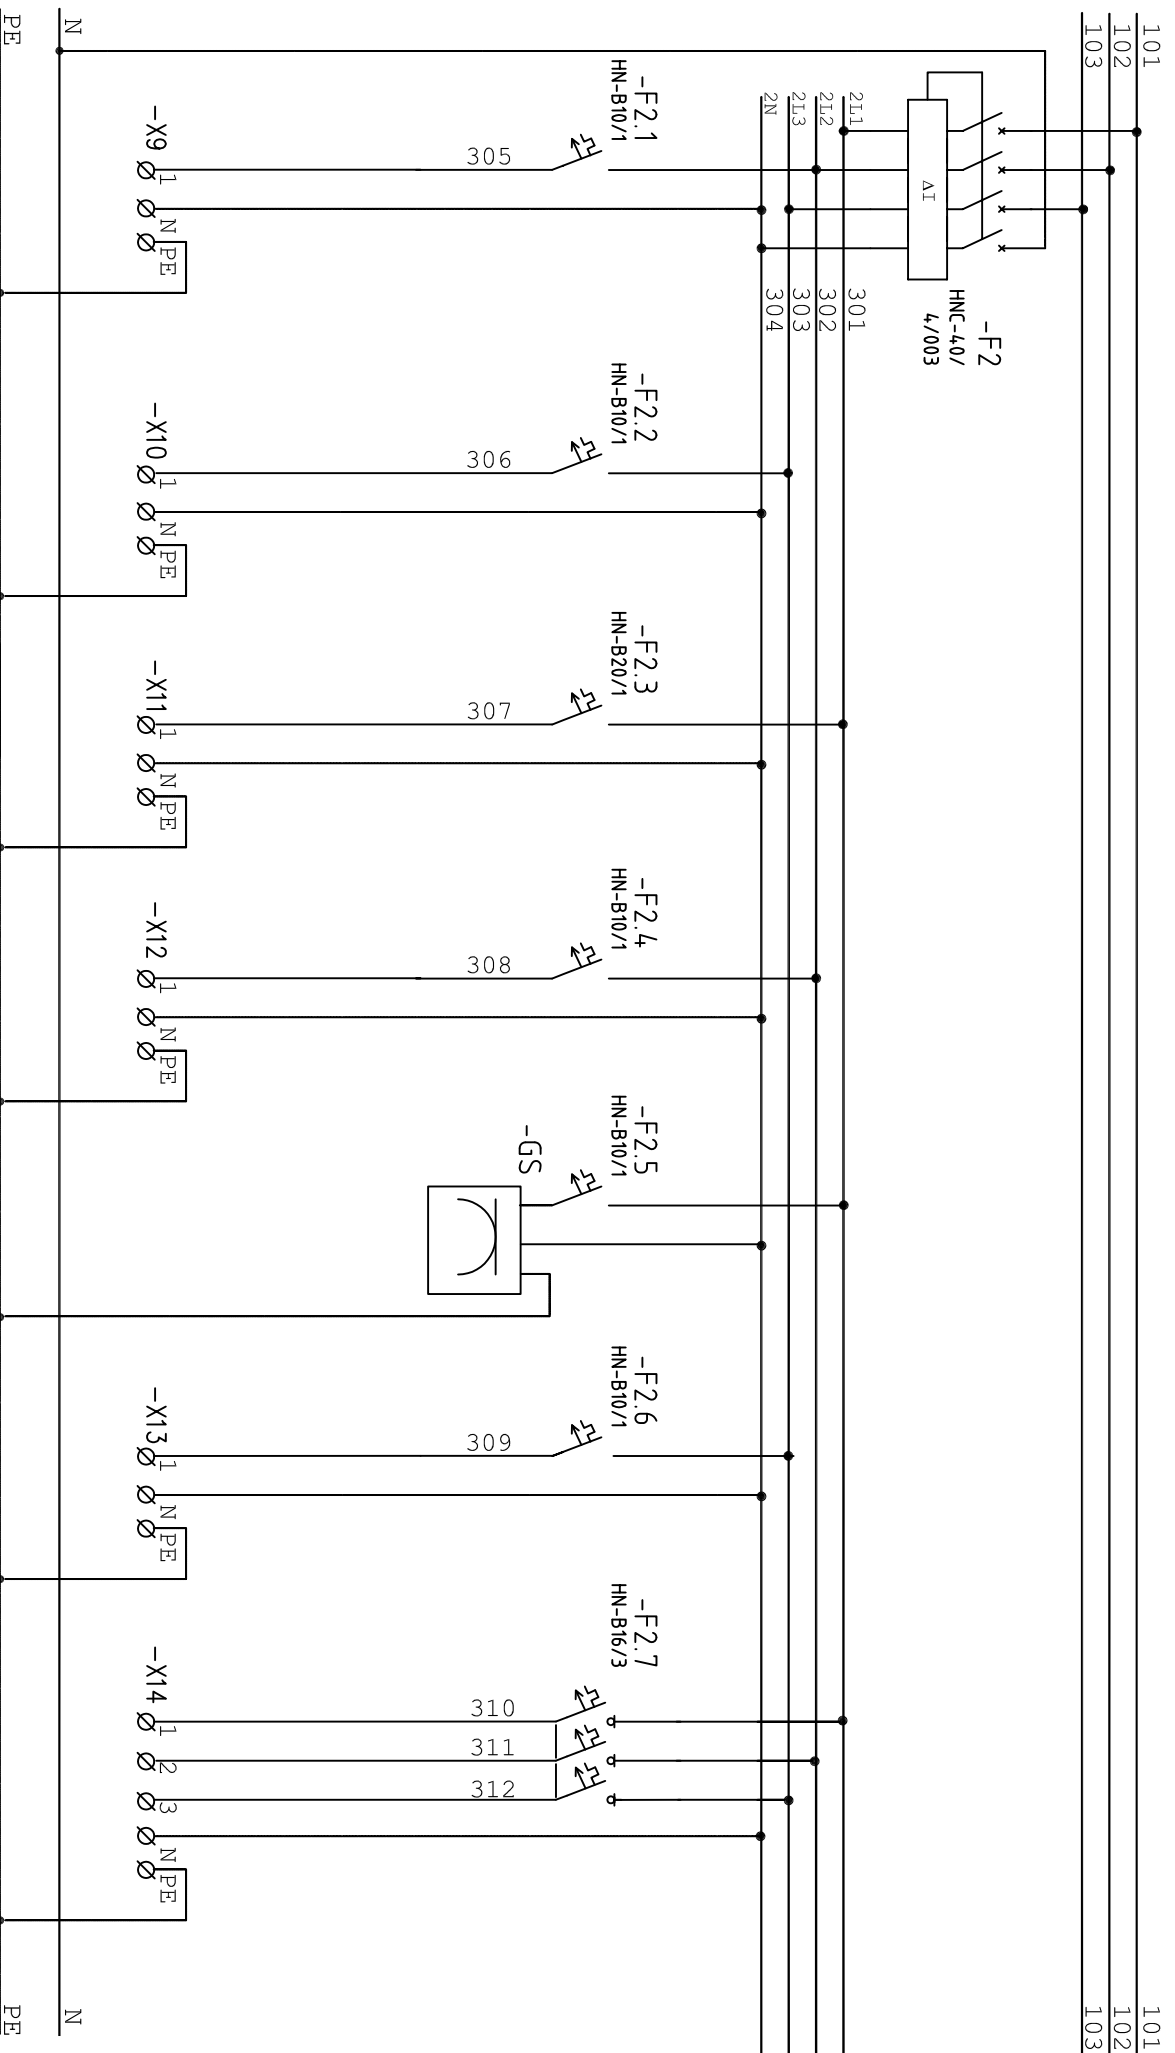 101
102
103
101
102
103
-F2
HNC-40/
4/003
ΔI
2L1
2L2
2L3
2N
301
302
303
304
-F2.1
HN-B10/1
305
-X9
1
N
PE
-F2.2
HN-B10/1
306
-X10
1
N
PE
-F2.3
HN-B20/1
307
-X11
1
N
PE
-F2.4
HN-B10/1
308
-X12
1
N
PE
-F2.5
HN-B10/1
-GS
-F2.6
HN-B10/1
309
-X13
1
N
PE
-F2.7
HN-B16/3
310
311
312
-X14
1
2
3
N
PE
N
N
PE
PE